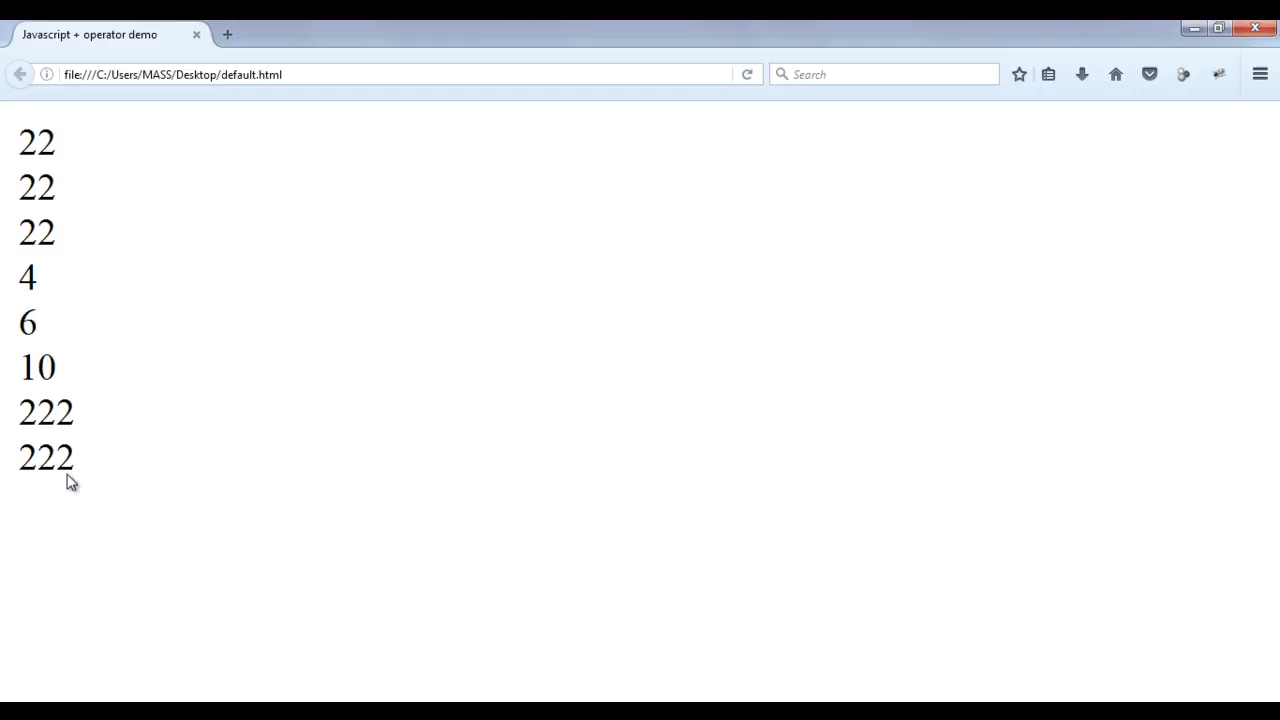 Javascript + operator demo
file:///C:/Users/MASS/Desktop/default.html
Search
22
22
22
4
6
10
222
222